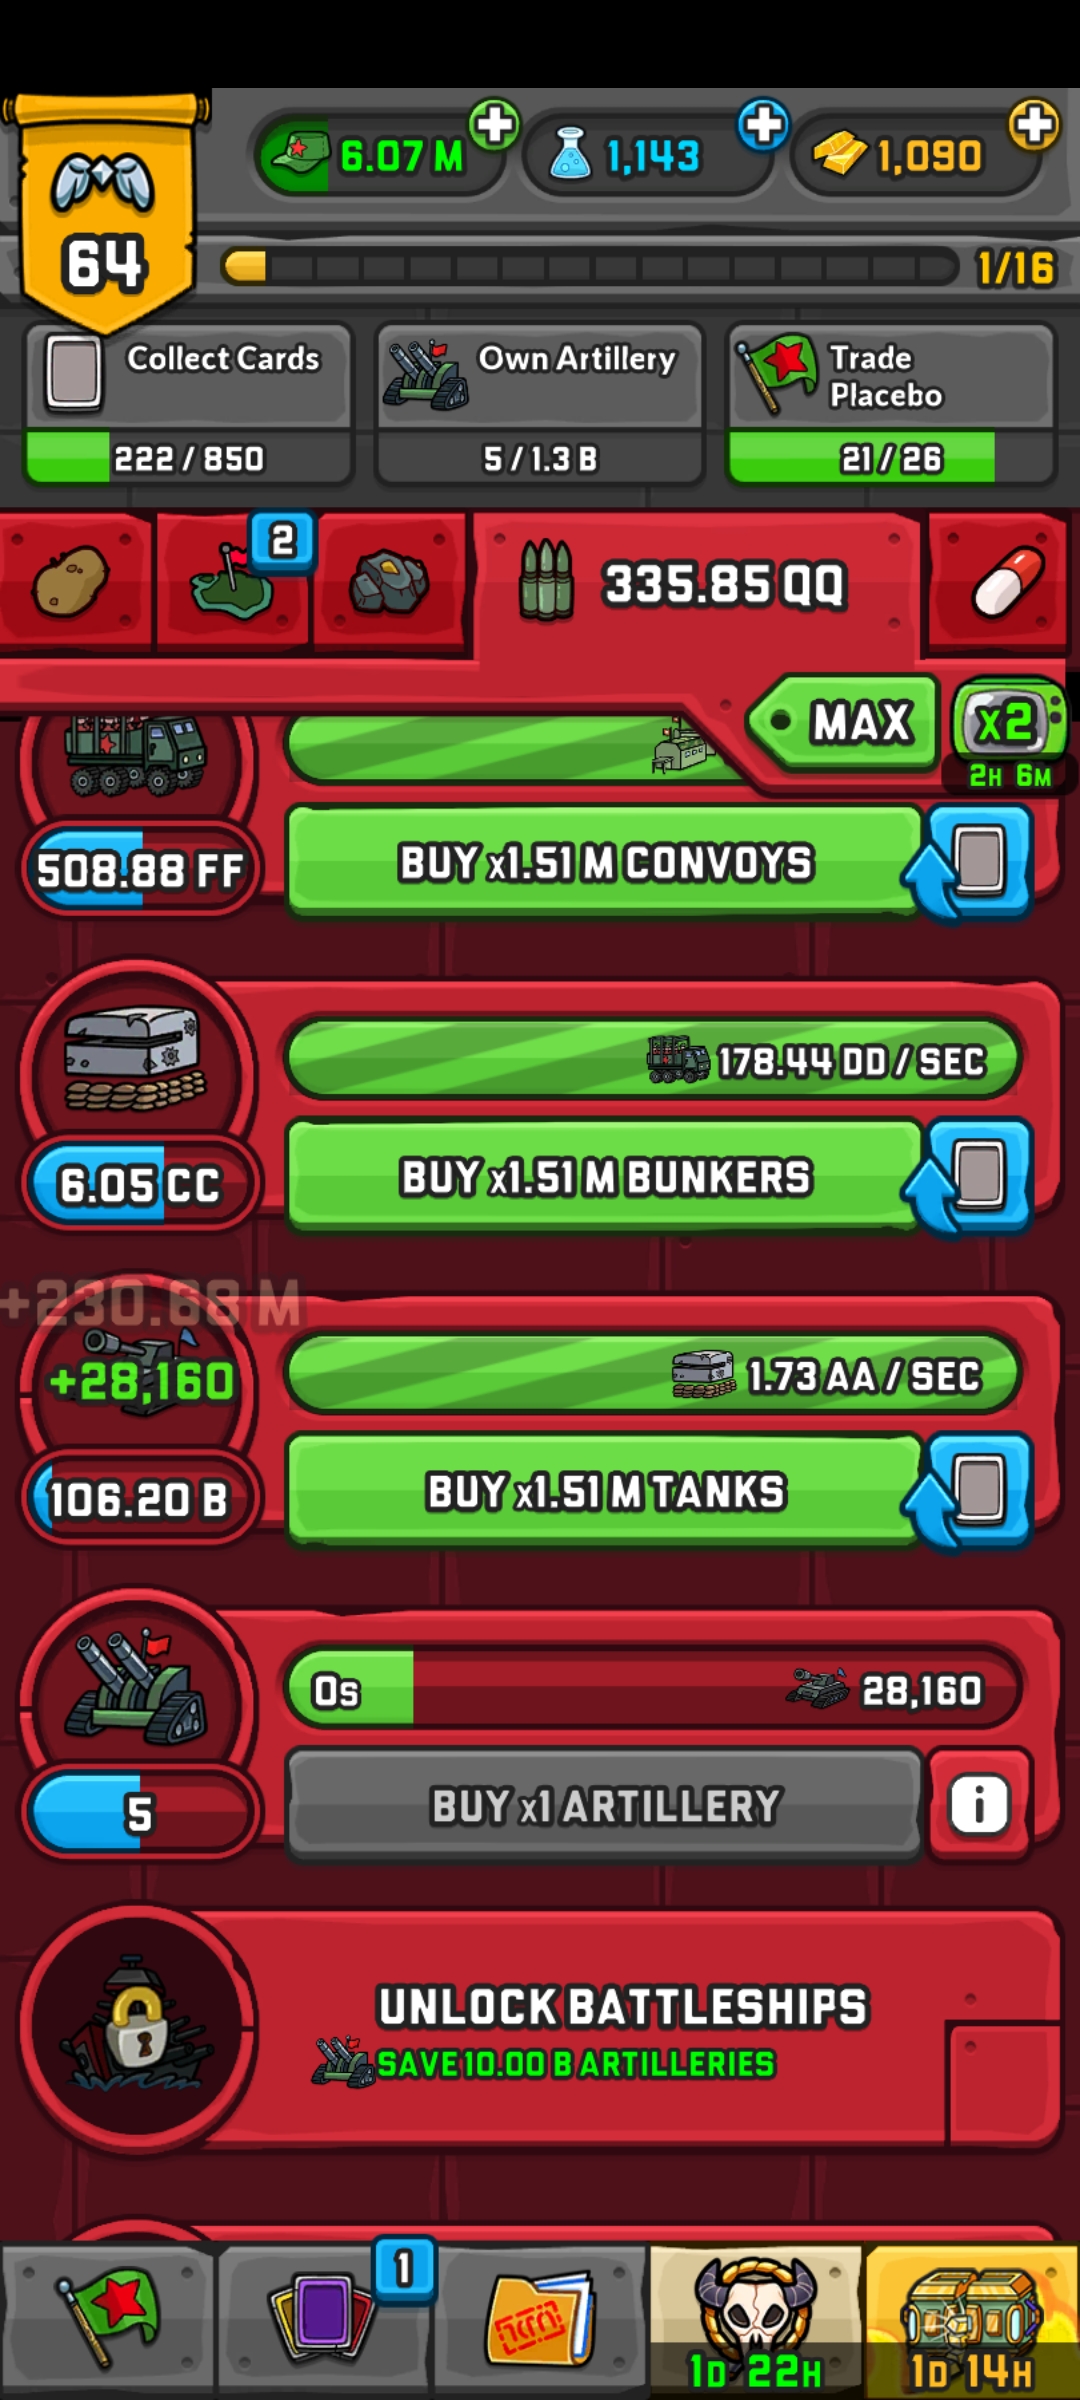 6.07 M
1,143
1,090
64
1/16
Collect Cards
222 / 850
Own Artillery
5 / 1.3 B
Trade
Placebo
21 / 26
2
335.85 QQ
MAX
x2
2H 6M
508.88 FF
BUY x1.51 M CONVOYS
178.44 DD / SEC
6.05 CC
BUY x1.51 M BUNKERS
+230.68 M
+28,160
1.73 AA / SEC
106.20 B
BUY x1.51 M TANKS
0s
28,160
5
BUY x1 ARTILLERY
i
UNLOCK BATTLESHIPS
SAVE 10.00 B ARTILLERIES
1
1D 22H
1D 14H